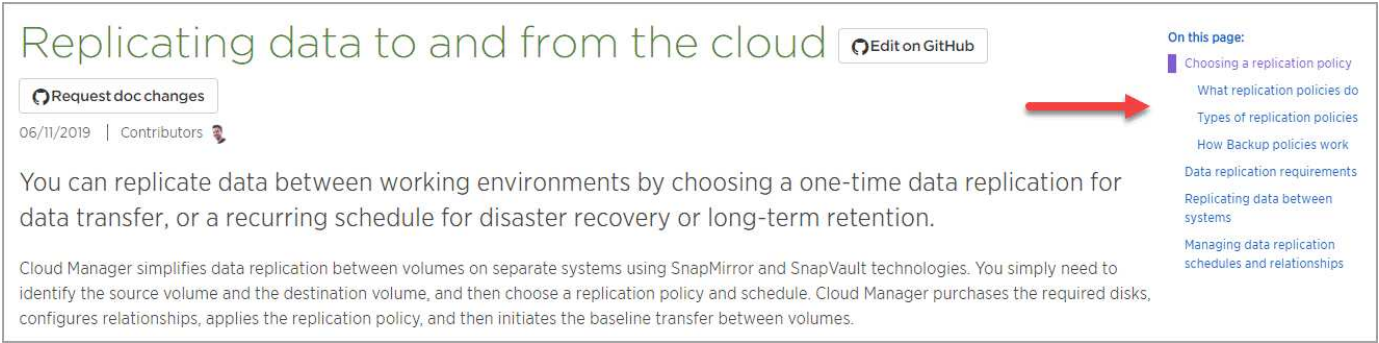 Replicating data to and from the cloud
Edit on GitHub
Request doc changes
06/11/2019 | Contributors
You can replicate data between working environments by choosing a one-time data replication for
data transfer, or a recurring schedule for disaster recovery or long-term retention.
Cloud Manager simplifies data replication between volumes on separate systems using SnapMirror and SnapVault technologies. You simply need to
identify the source volume and the destination volume, and then choose a replication policy and schedule. Cloud Manager purchases the required disks,
configures relationships, applies the replication policy, and then initiates the baseline transfer between volumes.
On this page:
Choosing a replication policy
What replication policies do
Types of replication policies
How Backup policies work
Data replication requirements
Replicating data between
systems
Managing data replication
schedules and relationships